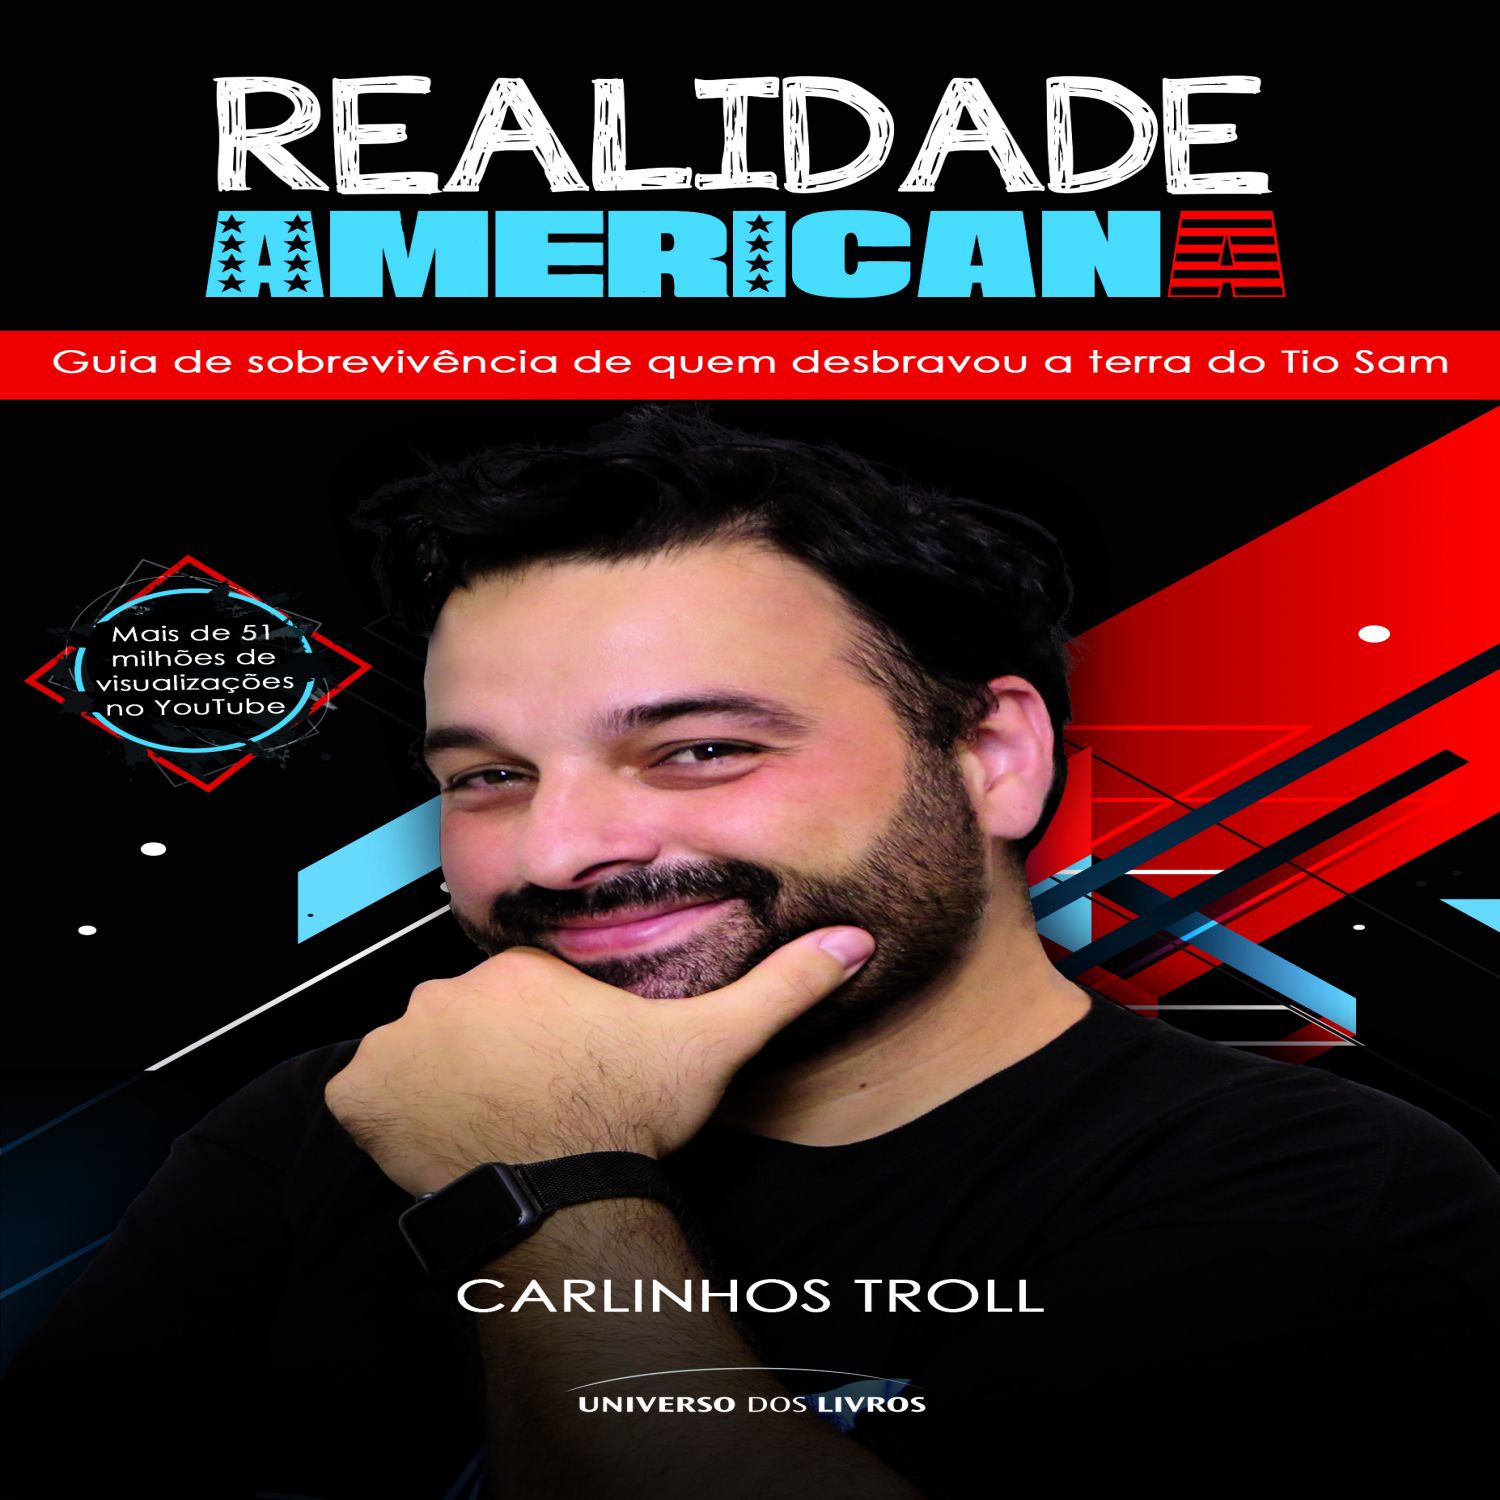 REALIDADE
AMERICANA
Guia de sobrevivência de quem desbravou a terra do Tio Sam
Mais de 51
milhões de
visualizações
no YouTube
CARLINHOS TROLL
UNIVERSO DOS LIVROS